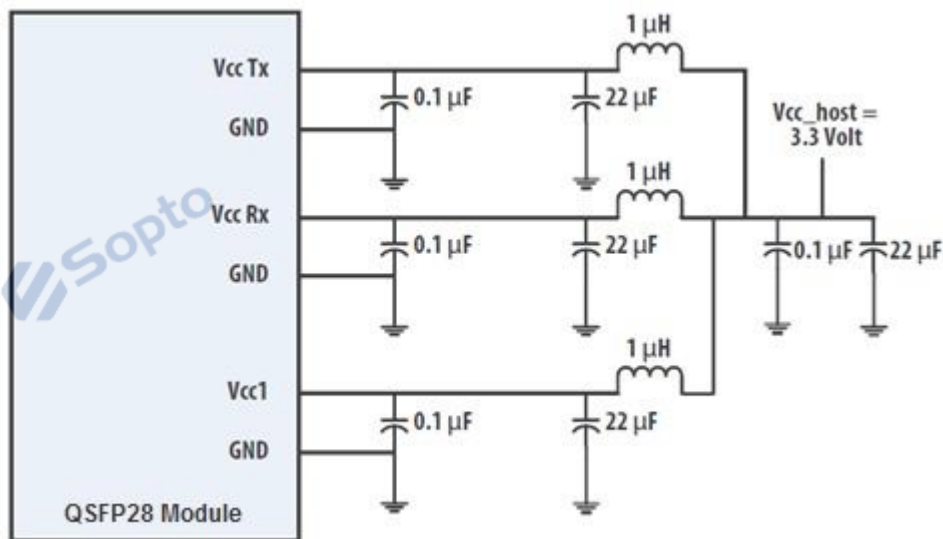 1 μH
Vcc Tx
0.1 μF
22 μF
GND
Vcc_host =
3.3 Volt
1 μH
Vcc Rx
0.1 μF
22 μF
0.1 μF
22 μF
GND
Sopto
1 μH
Vcc1
0.1 μF
22 μF
GND
QSFP28 Module